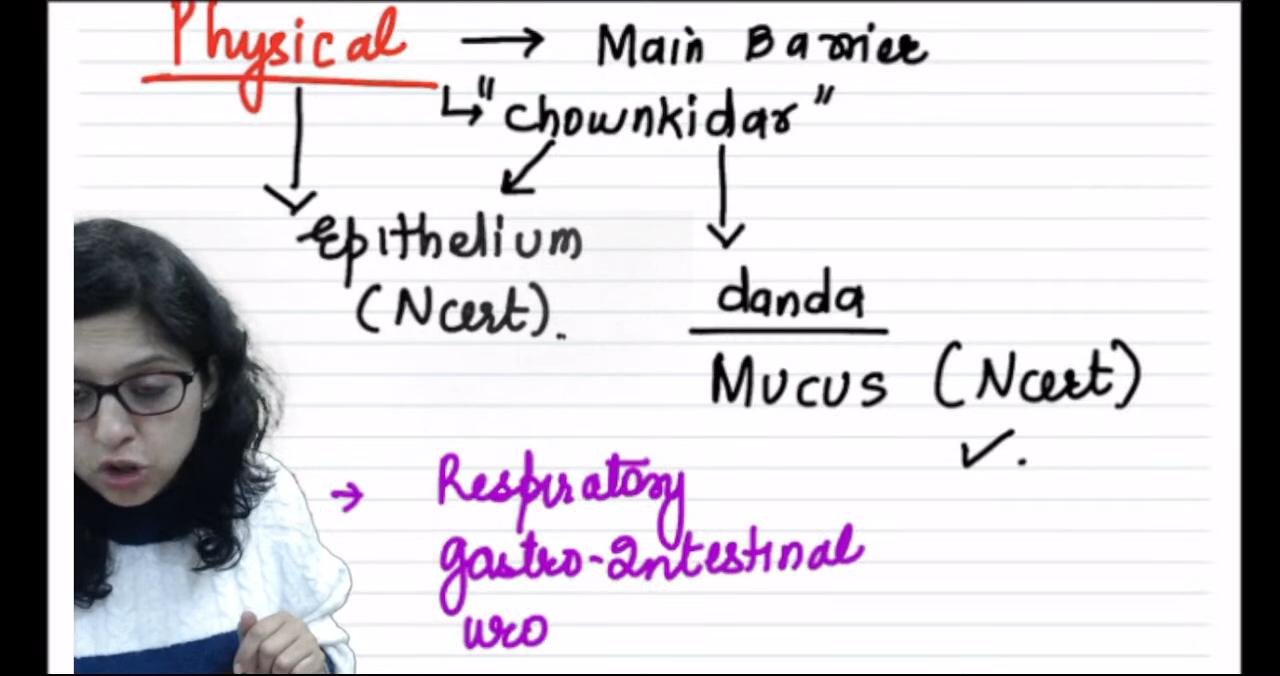 Physical → Main Barrier
↳ "Chownkidar"
Epithelium
danda
(Ncert).
Mucus (Ncert)
✓.
→ Respiratory
gastro-Intestinal
uro